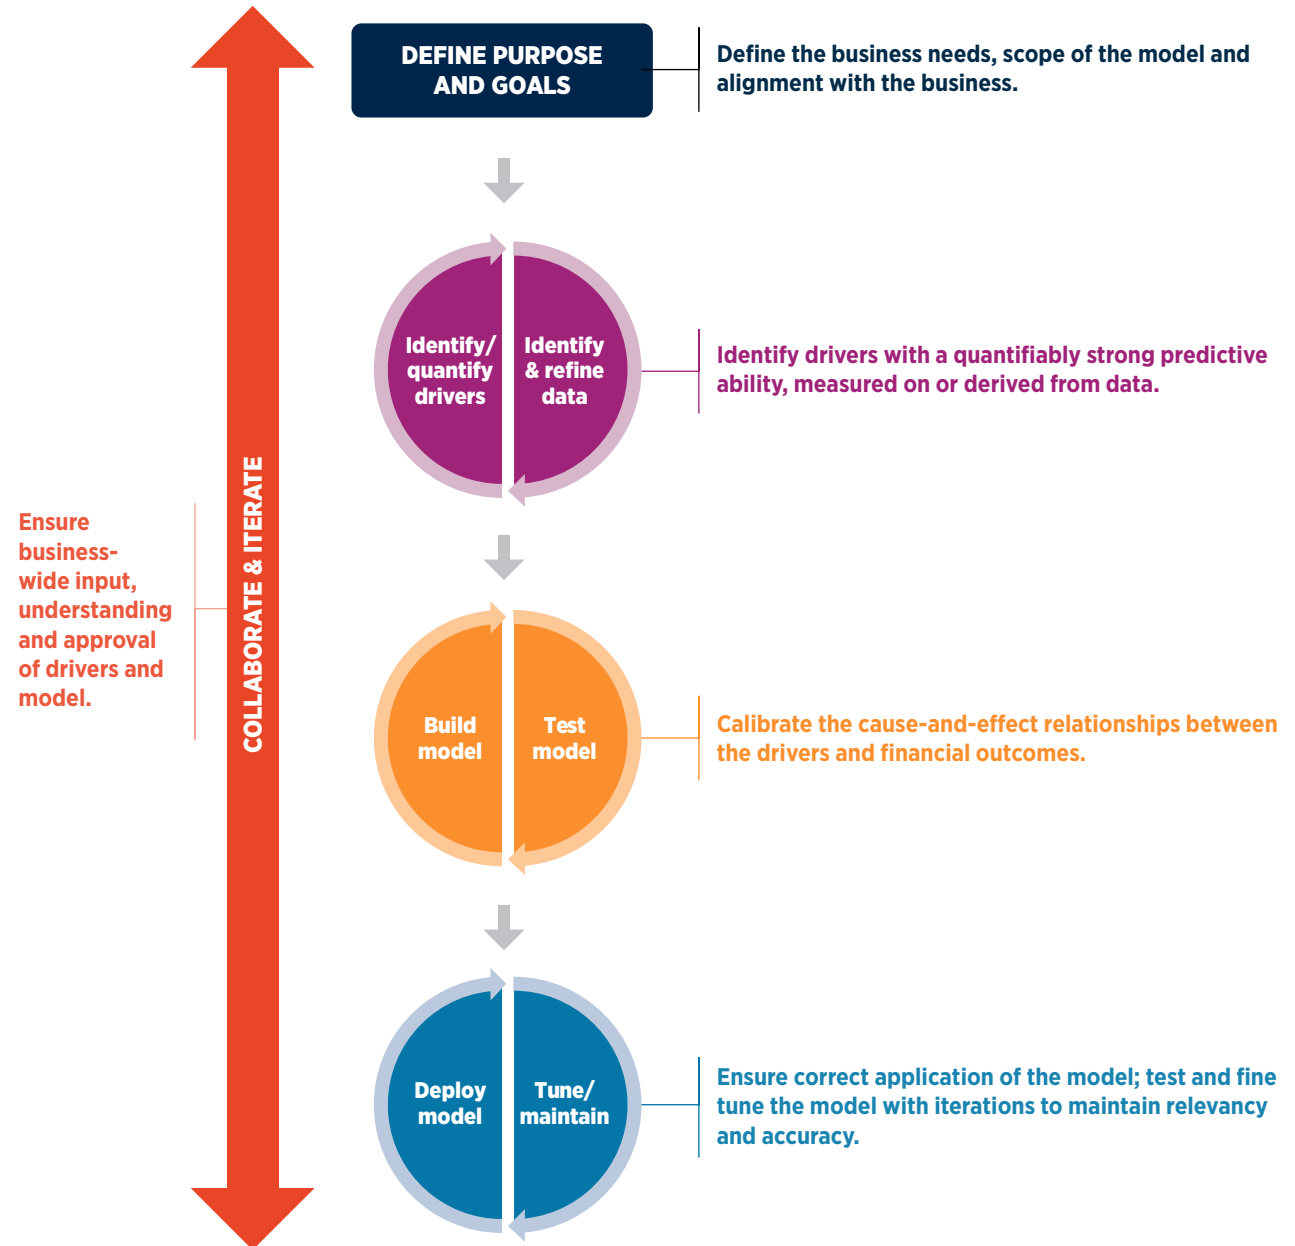 DEFINE PURPOSE
AND GOALS
Define the business needs, scope of the model and
alignment with the business.
Identify/
quantify
drivers
Identify
& refine
data
Identify drivers with a quantifiably strong predictive
ability, measured on or derived from data.
COLLABORATE & ITERATE
Ensure
business-
wide input,
understanding
and approval
of drivers and
model.
Build
model
Test
model
Calibrate the cause-and-effect relationships between
the drivers and financial outcomes.
Deploy
model
Tune/
maintain
Ensure correct application of the model; test and fine
tune the model with iterations to maintain relevancy
and accuracy.